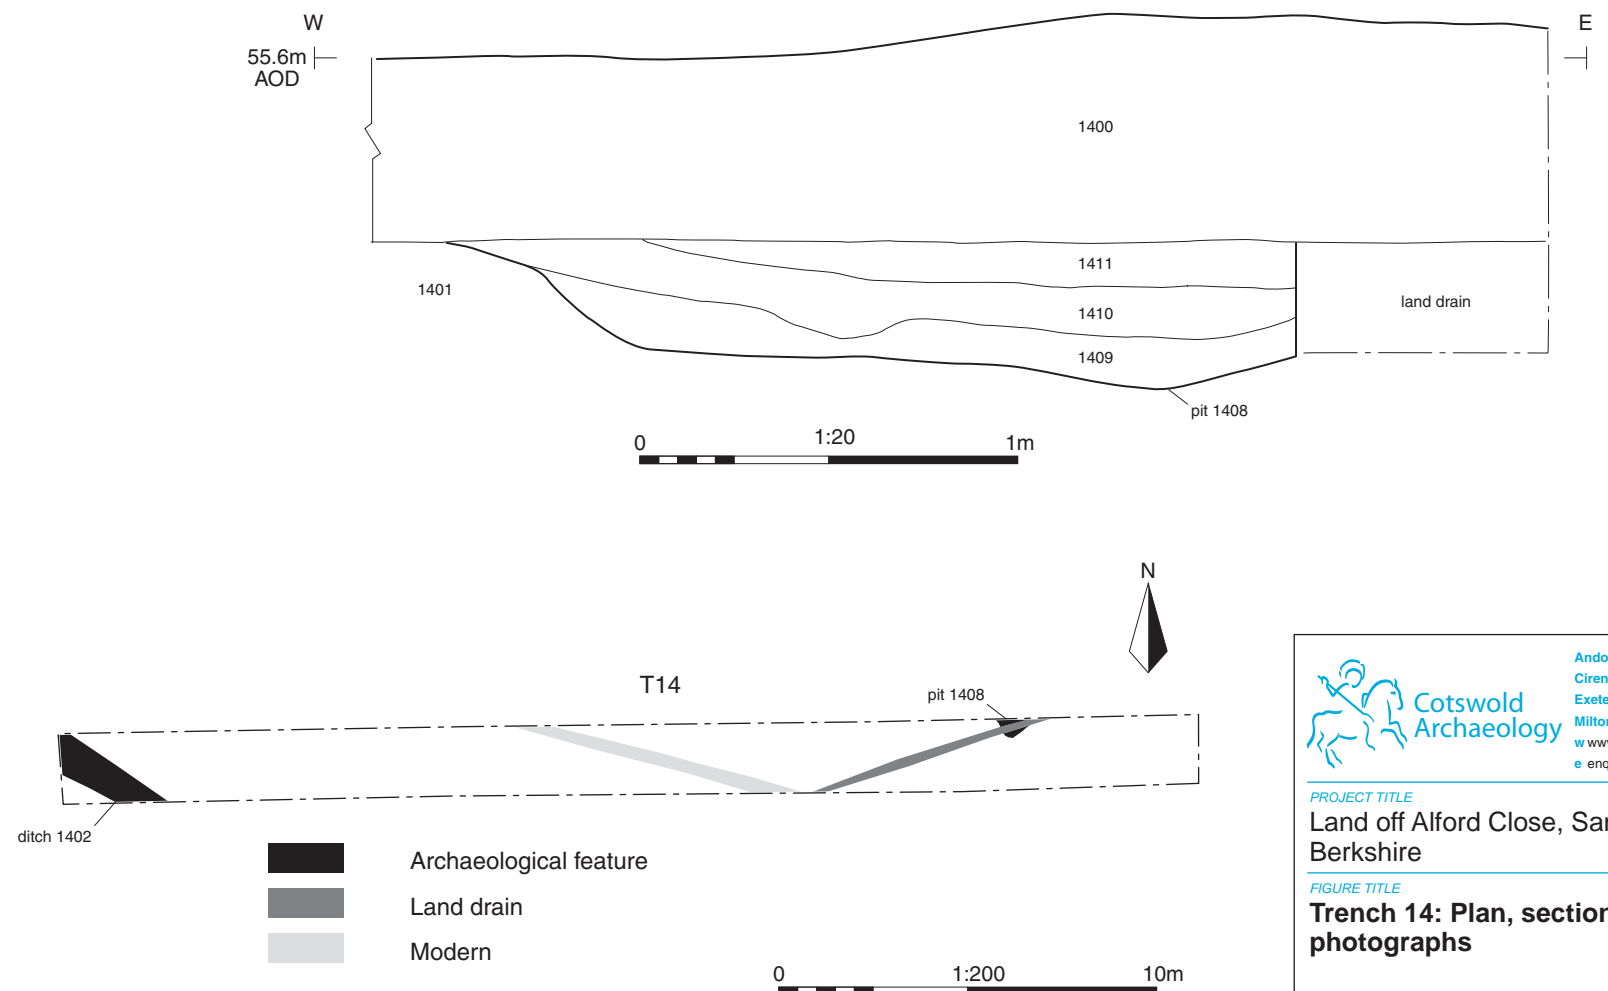 W
E
55.6m
AOD
1400
1411
1401
1410
land drain
1409
pit 1408
0 1:20 1m
N
T14
pit 1408
ditch 1402
Archaeological feature
Land drain
Modern
0 1:200 10m
Cotswold
Archaeology
PROJECT TITLE
Land off Alford Close,
Berkshire
FIGURE TITLE
Trench 14: Plan,
photographs